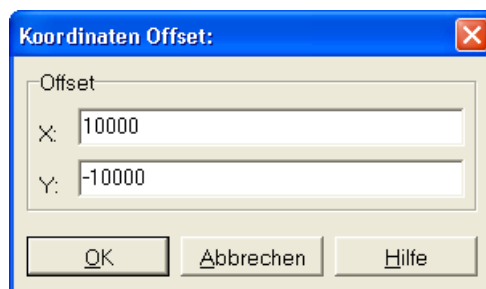 Koordinaten Offset:
Offset
X: 10000
Y: -10000
OK Abbrechen Hilfe